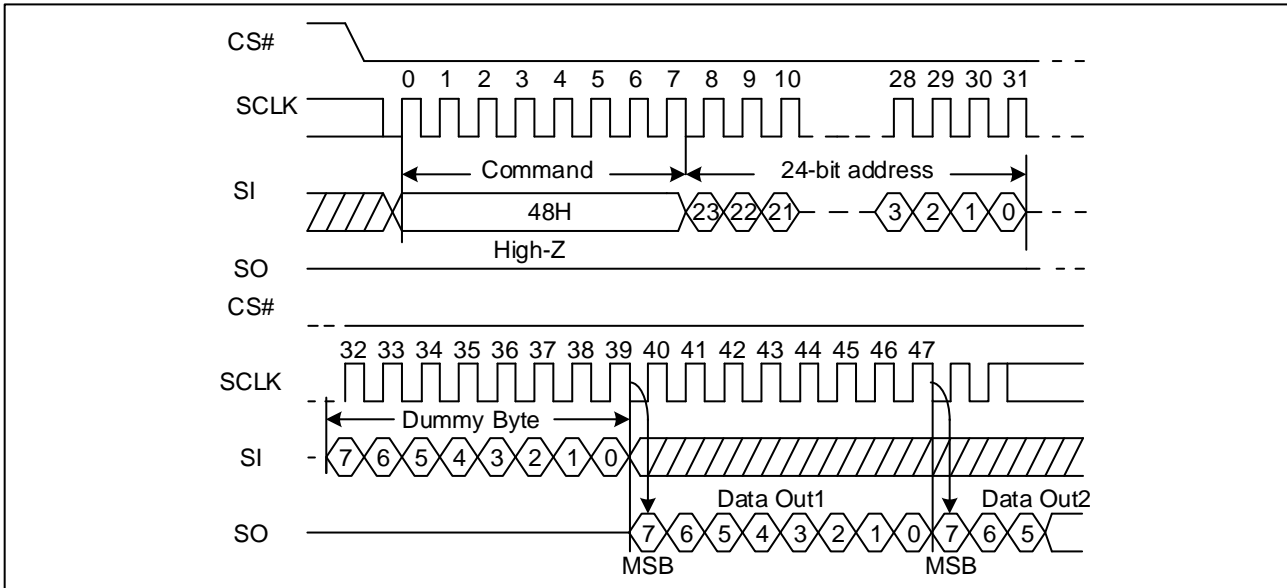 CS#
0 1 2 3 4 5 6 7 8 9 10 28 29 30 31
SCLK
Command 24-bit address
SI
48H 23 22 21 3 2 1 0
High-Z
SO
CS#
32 33 34 35 36 37 38 39 40 41 42 43 44 45 46 47
SCLK
Dummy Byte
SI 7 6 5 4 3 2 1 0
Data Out1 Data Out2
SO 7 6 5 4 3 2 1 0 7 6 5
MSB MSB